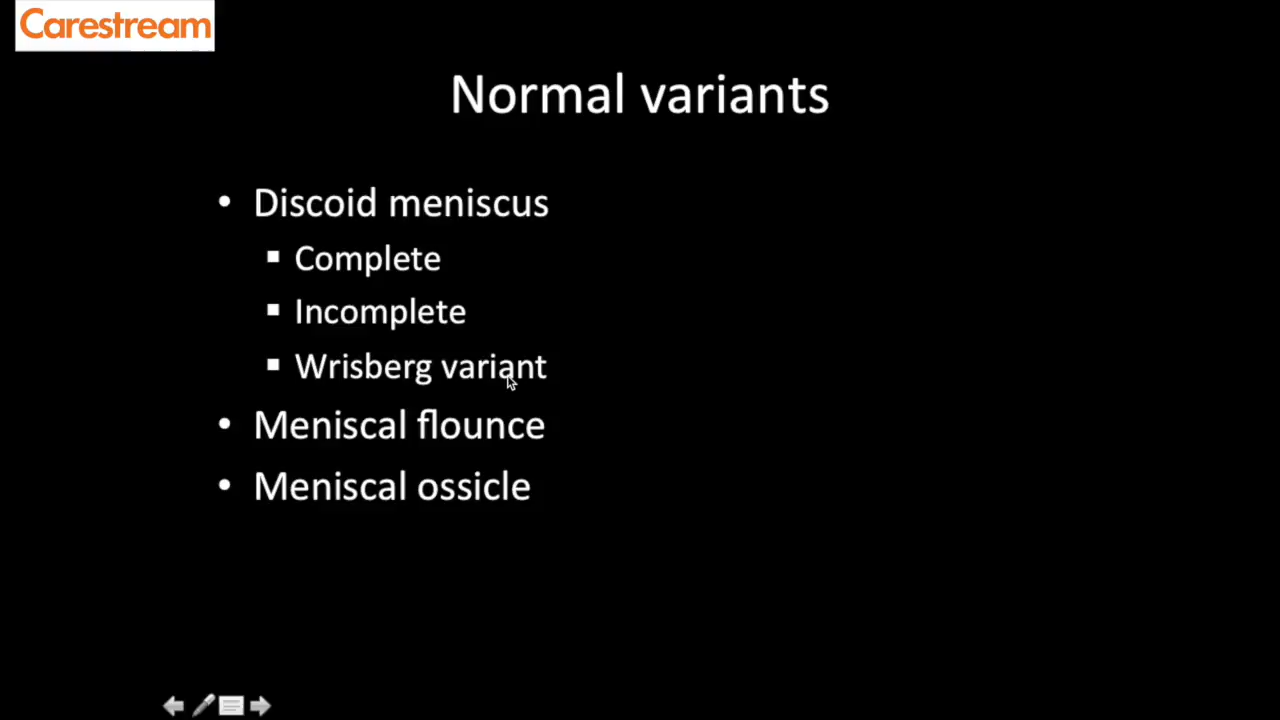 Carestream
Normal variants
• Discoid meniscus
▪ Complete
▪ Incomplete
▪ Wrisberg variant
• Meniscal flounce
• Meniscal ossicle